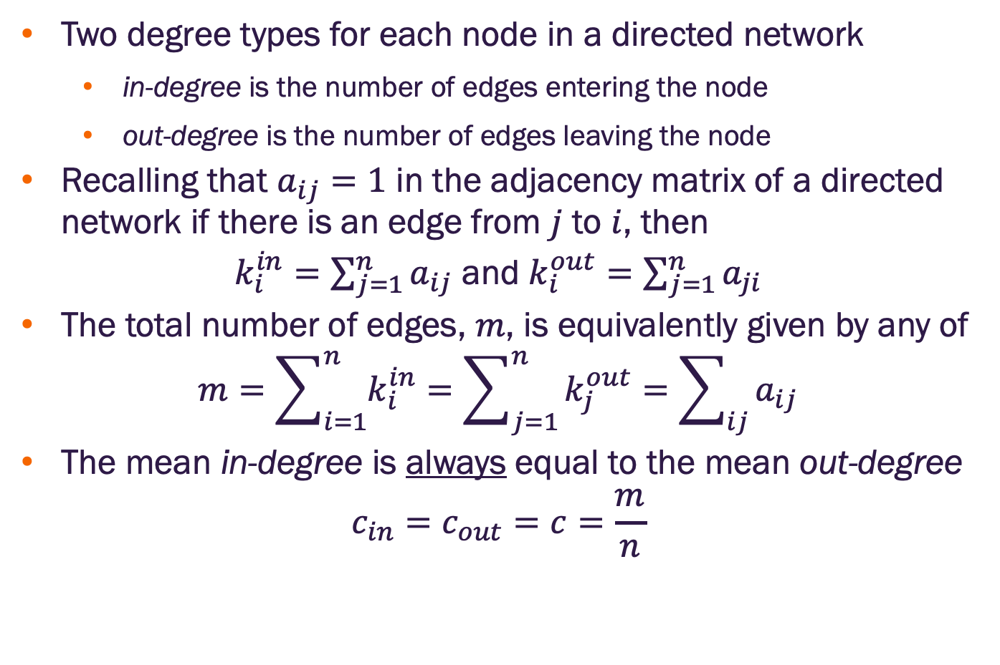 • Two degree types for each node in a directed network
• in-degree is the number of edges entering the node
• out-degree is the number of edges leaving the node
• Recalling that $a_{ij} = 1$ in the adjacency matrix of a directed
network if there is an edge from $j$ to $i$, then
$k_i^{in} = \sum_{j=1}^{n} a_{ij}$ and $k_i^{out} = \sum_{j=1}^{n} a_{ji}$
• The total number of edges, $m$, is equivalently given by any of
$m = \sum_{i=1}^{n} k_i^{in} = \sum_{j=1}^{n} k_j^{out} = \sum_{ij} a_{ij}$
• The mean in-degree is always equal to the mean out-degree
$c_{in} = c_{out} = c = \frac{m}{n}$